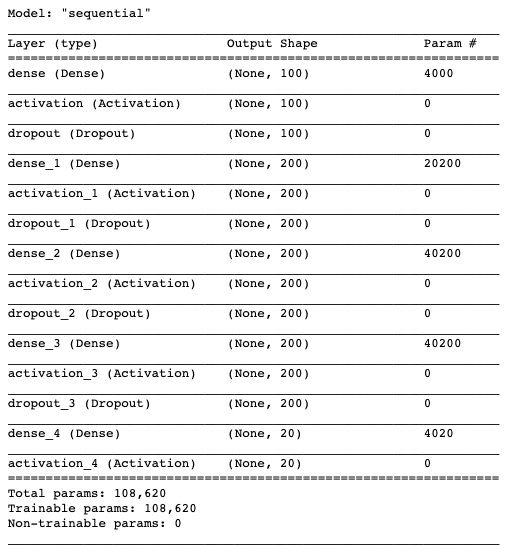 Model: "sequential"
Layer (type) Output Shape Param #
dense (Dense) (None, 100) 4000
activation (Activation) (None, 100) 0
dropout (Dropout) (None, 100) 0
dense_1 (Dense) (None, 200) 20200
activation_1 (Activation) (None, 200) 0
dropout_1 (Dropout) (None, 200) 0
dense_2 (Dense) (None, 200) 40200
activation_2 (Activation) (None, 200) 0
dropout_2 (Dropout) (None, 200) 0
dense_3 (Dense) (None, 200) 40200
activation_3 (Activation) (None, 200) 0
dropout_3 (Dropout) (None, 200) 0
dense_4 (Dense) (None, 20) 4020
activation_4 (Activation) (None, 20) 0
Total params: 108,620
Trainable params: 108,620
Non-trainable params: 0